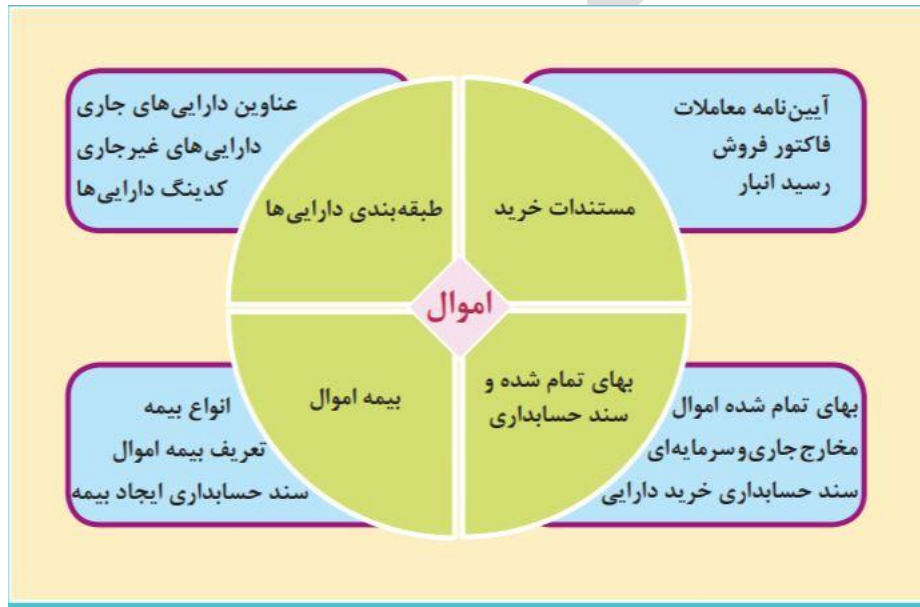 آیین‌نامه معاملات
فاکتور فروش
رسید انبار
مستندات خرید
عناوین دارایی‌های جاری
دارایی‌های غیرجاری
کدینگ دارایی‌ها
طبقه‌بندی دارایی‌ها
اموال
بهای تمام شده و
سند حسابداری
بهای تمام شده اموال
مخارج جاری و سرمایه‌ای
سند حسابداری خرید دارایی
بیمه اموال
انواع بیمه
تعریف بیمه اموال
سند حسابداری ایجاد بیمه